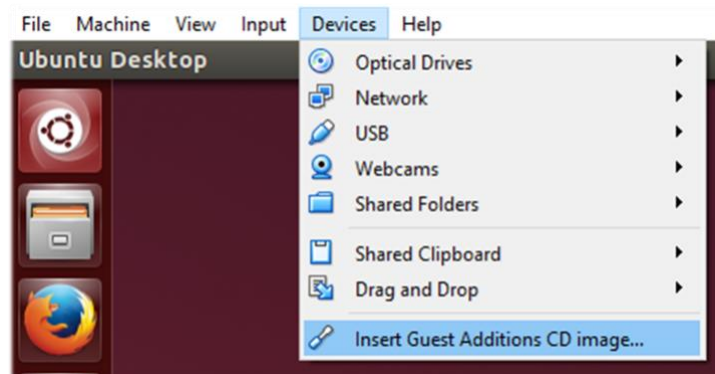 File Machine View Input Devices Help
Ubuntu Desktop
Optical Drives
Network
USB
Webcams
Shared Folders
Shared Clipboard
Drag and Drop
Insert Guest Additions CD image...